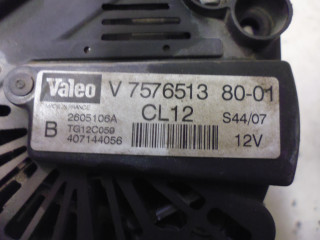 Valeo V 7576513 80-01
CL12 S44/07
2605106A
B TG12C059 12V
407144056